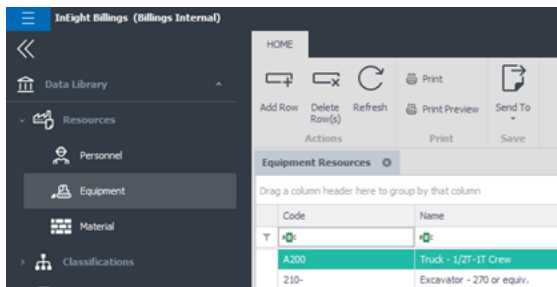 InEight Billings (Billings Internal)
HOME
Data Library
Resources
Personnel
Equipment
Material
Classifications
Add Row
Delete Row(s)
Refresh
Print
Print Preview
Send To
Actions
Print
Save
Equipment Resources
Drag a column header here to group by that column
Code Name
A200 Truck - 1/2T-1T Crew
210- Excavator - 270 or equiv.